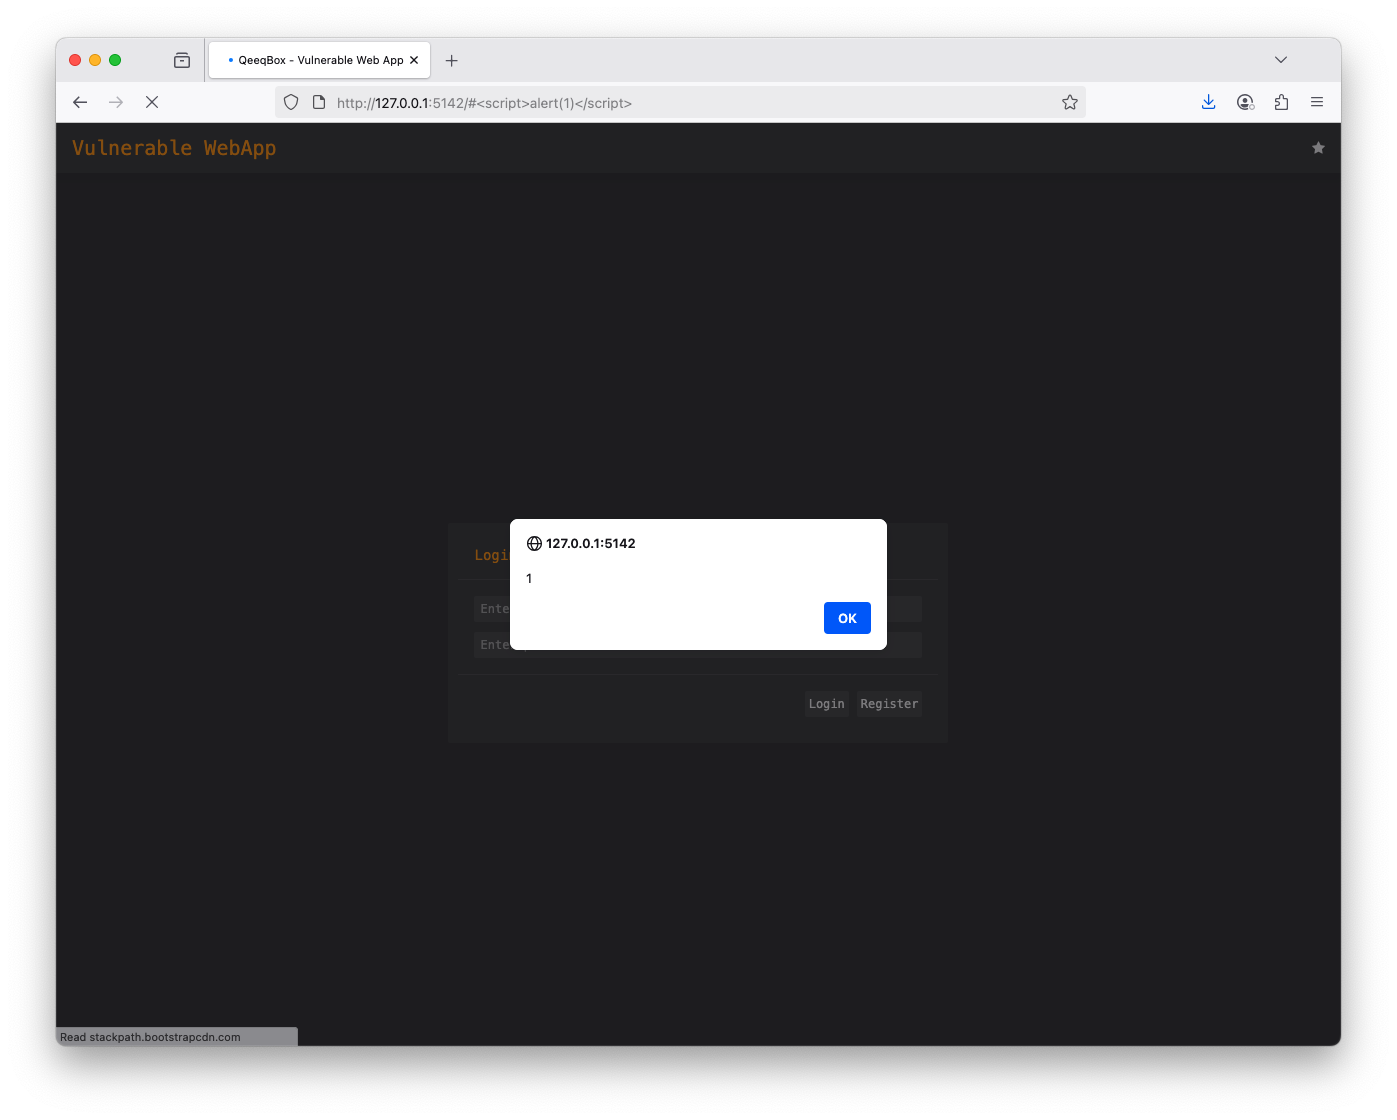 QeeqBox - Vulnerable Web App
http://127.0.0.1:5142/#<script>alert(1)</script>
Vulnerable WebApp
127.0.0.1:5142
Logi
1
Ente
OK
Ente
Login Register
Read stackpath.bootstrapcdn.com